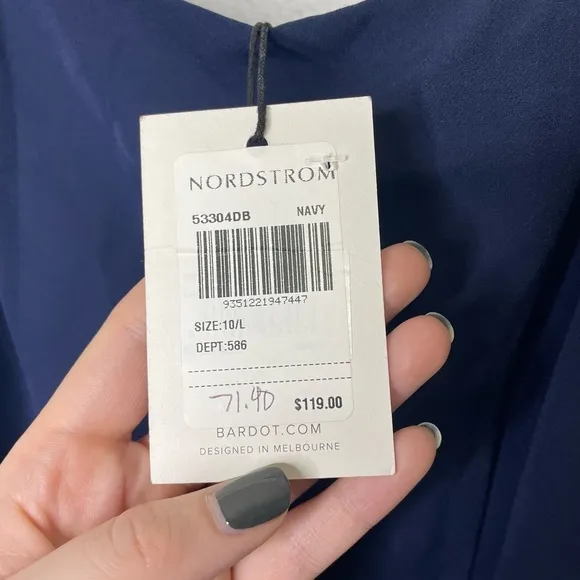 NORDSTROM
53304DB NAVY
9351221947447
SIZE:10/L
DEPT:586
71.40 $119.00
BARDOT.COM
DESIGNED IN MELBOURNE